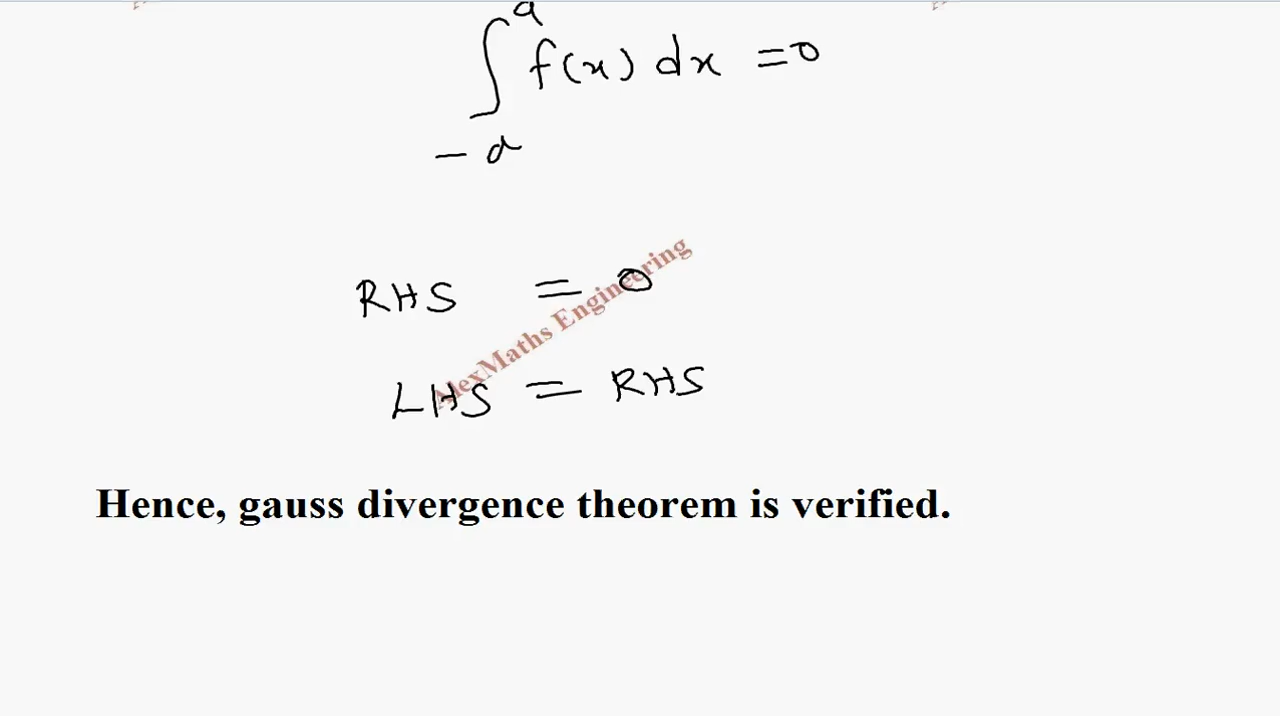 ∫_{-a}^{a} f(x) dx = 0
RHS = 0
AlexMaths Engineering
LHS = RHS
Hence, gauss divergence theorem is verified.